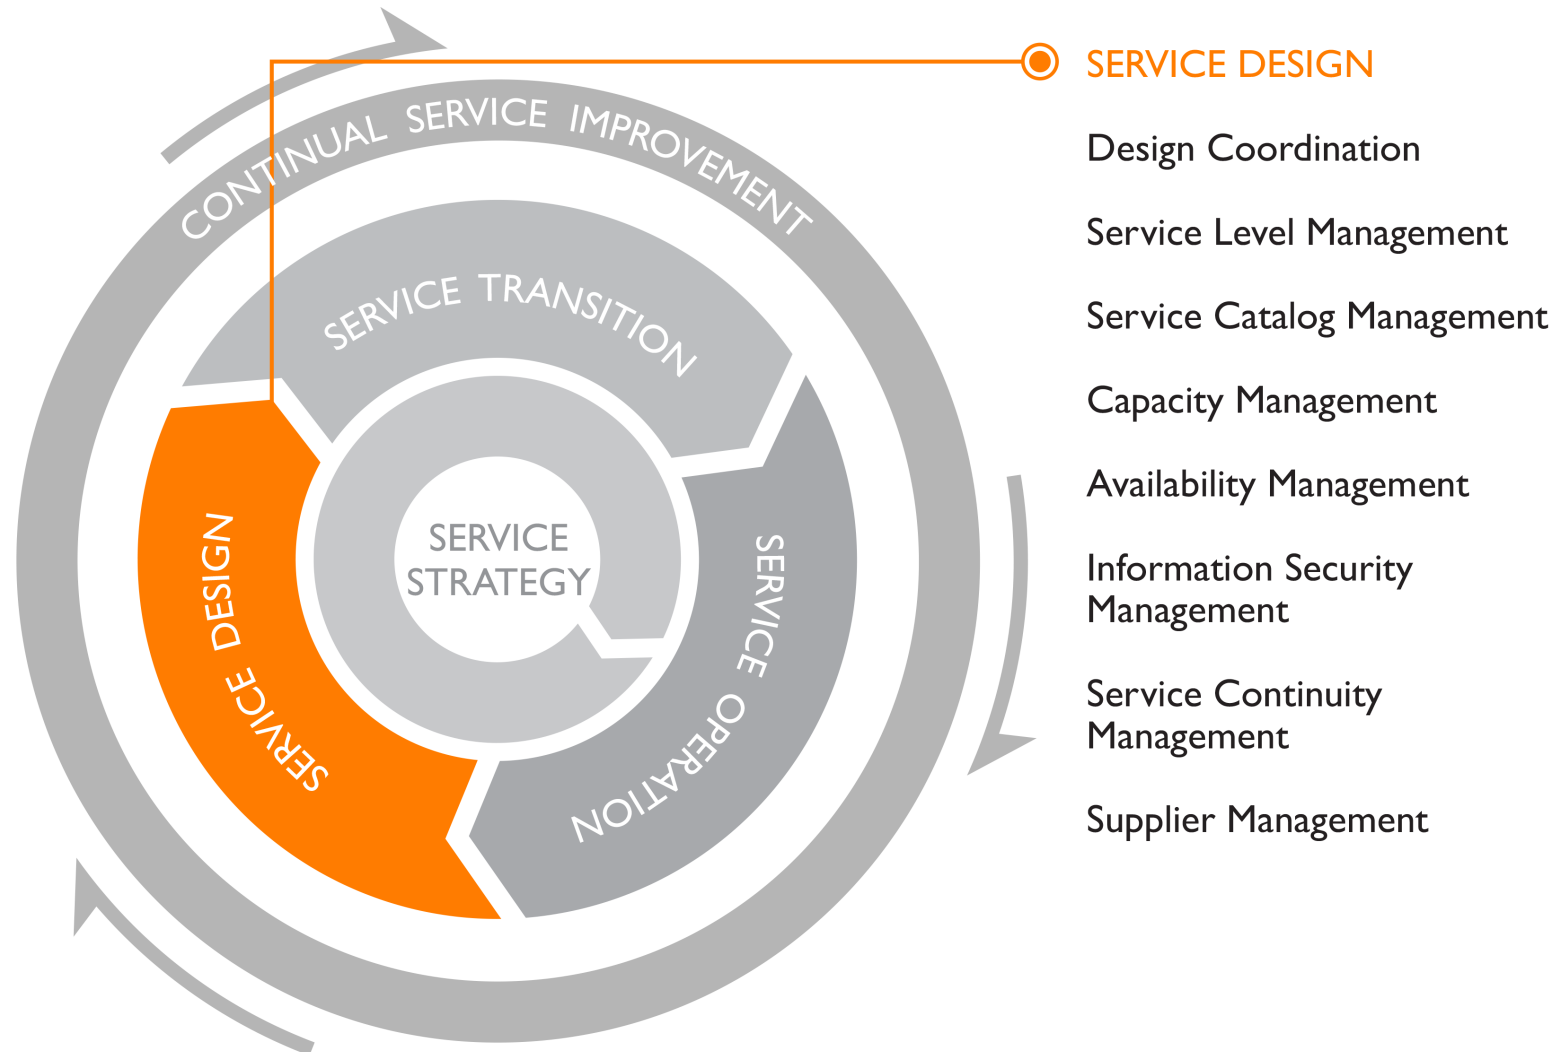 CONTINUAL SERVICE IMPROVEMENT
SERVICE TRANSITION
SERVICE DESIGN
SERVICE
STRATEGY
SERVICE OPERATION
SERVICE DESIGN
Design Coordination
Service Level Management
Service Catalog Management
Capacity Management
Availability Management
Information Security
Management
Service Continuity
Management
Supplier Management